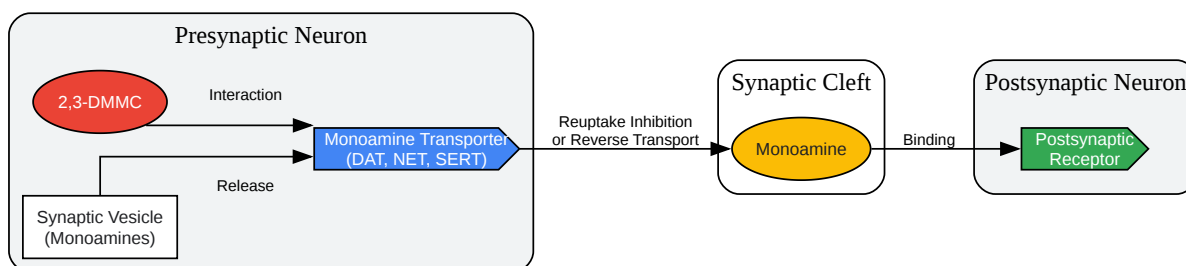 Presynaptic Neuron
2,3-DMMC
Interaction
Monoamine Transporter
(DAT, NET, SERT)
Release
Synaptic Vesicle
(Monoamines)
Reuptake Inhibition
or Reverse Transport
Synaptic Cleft
Monoamine
Binding
Postsynaptic Neuron
Postsynaptic
Receptor